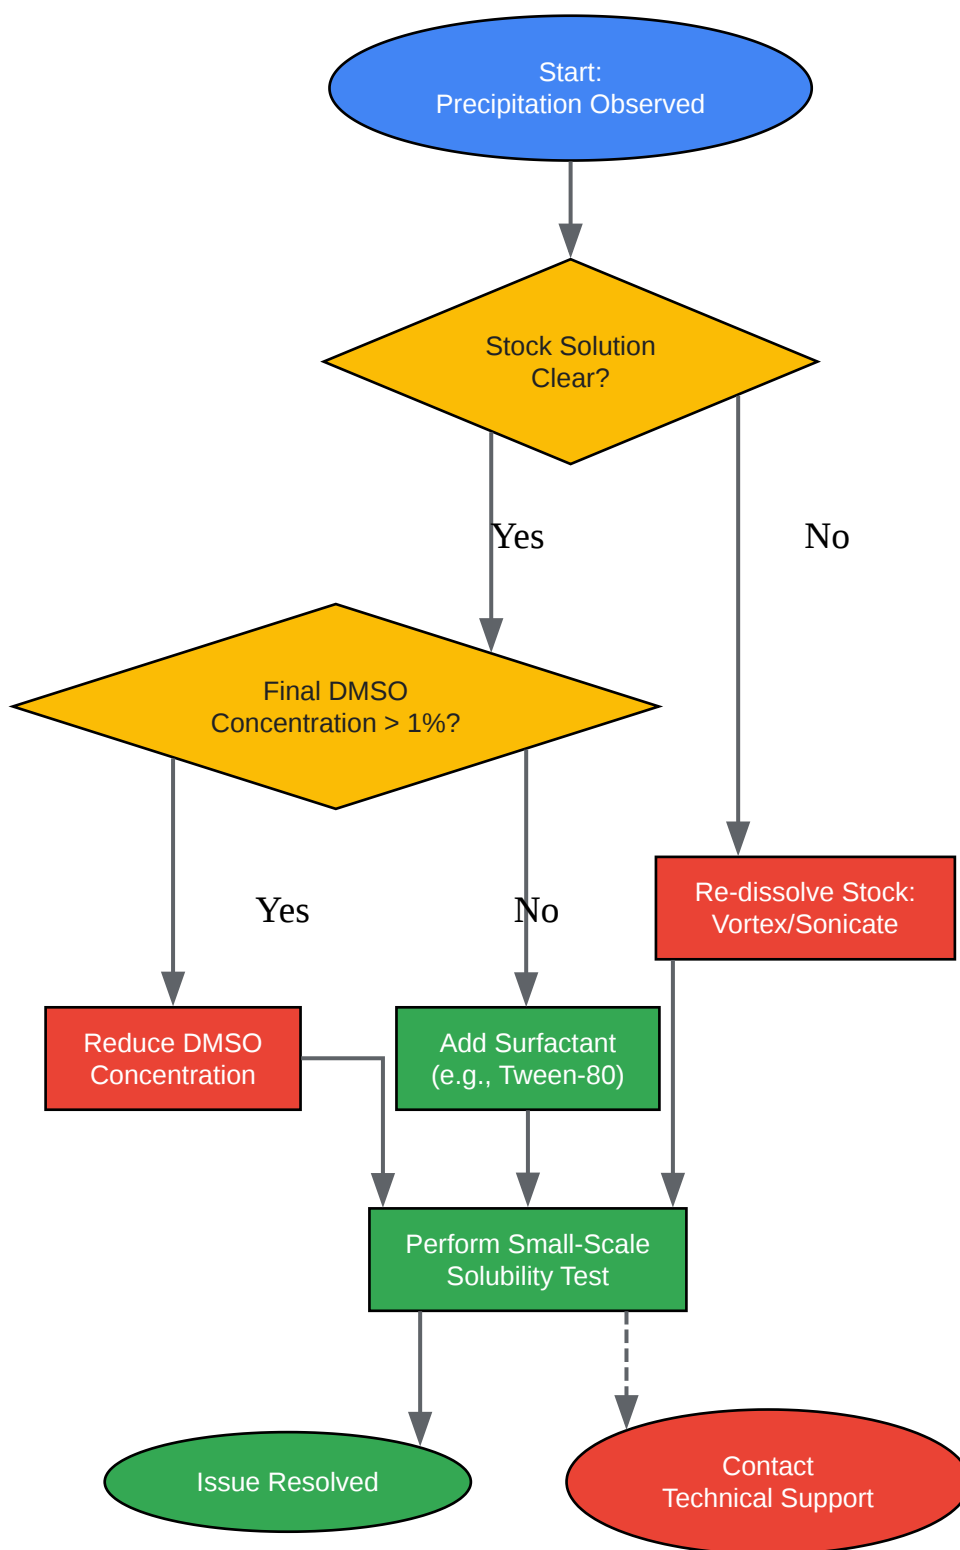 Start:
Precipitation Observed
Stock Solution
Clear?
Yes
No
Final DMSO
Concentration > 1%?
Yes
No
Re-dissolve Stock:
Vortex/Sonicate
Reduce DMSO
Concentration
Add Surfactant
(e.g., Tween-80)
Perform Small-Scale
Solubility Test
Issue Resolved
Contact
Technical Support